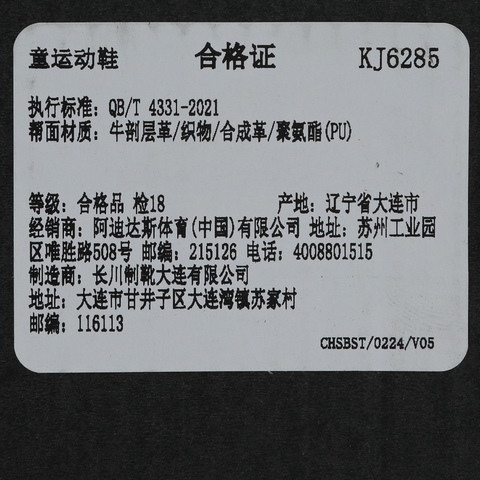 童运动鞋 合格证 KJ6285
执行标准: QB/T 4331-2021
帮面材质: 牛剖层革/织物/合成革/聚氨酯(PU)
等级: 合格品 检18 产地: 辽宁省大连市
经销商: 阿迪达斯体育(中国)有限公司 地址: 苏州工业园
区唯胜路508号 邮编: 215126 电话: 4008801515
制造商: 长川制靴大连有限公司
地址: 大连市甘井子区大连湾镇苏家村
邮编: 116113
CHSBST/0224/V05